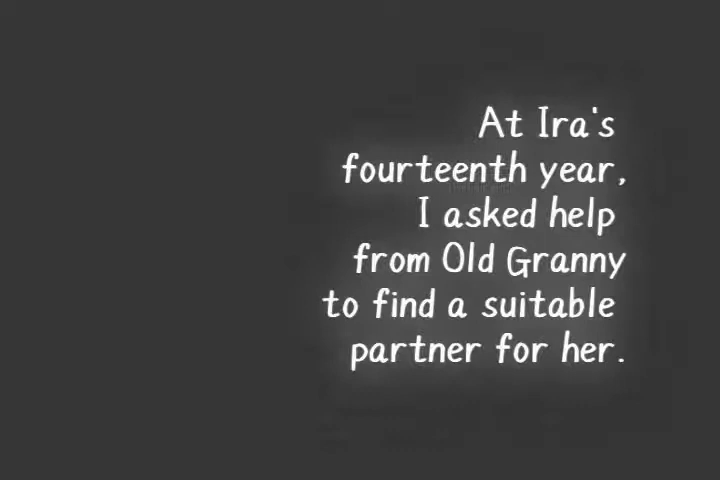 At Ira's
fourteenth year,
I asked help
from Old Granny
to find a suitable
partner for her.